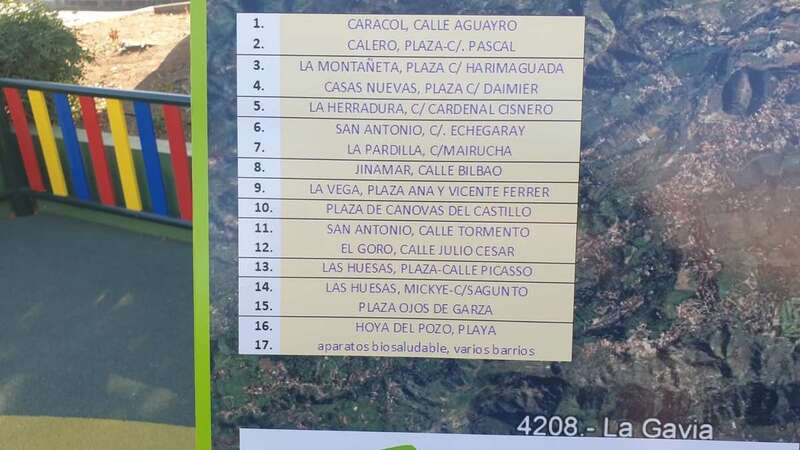 1. CARACOL, CALLE AGUAYRO
2. CALERO, PLAZA-C/. PASCAL
3. LA MONTAÑETA, PLAZA C/ HARIMAGUADA
4. CASAS NUEVAS, PLAZA C/ DAIMIER
5. LA HERRADURA, C/ CARDENAL CISNERO
6. SAN ANTONIO, C/. ECHEGARAY
7. LA PARDILLA, C/MAIRUCHA
8. JINAMAR, CALLE BILBAO
9. LA VEGA, PLAZA ANA Y VICENTE FERRER
10. PLAZA DE CANOVAS DEL CASTILLO
11. SAN ANTONIO, CALLE TORMENTO
12. EL GORO, CALLE JULIO CESAR
13. LAS HUESAS, PLAZA-CALLE PICASSO
14. LAS HUESAS, MICKYE-C/SAGUNTO
15. PLAZA OJOS DE GARZA
16. HOYA DEL POZO, PLAYA
17. aparatos biosaludable, varios barrios
4208.- La Gavia